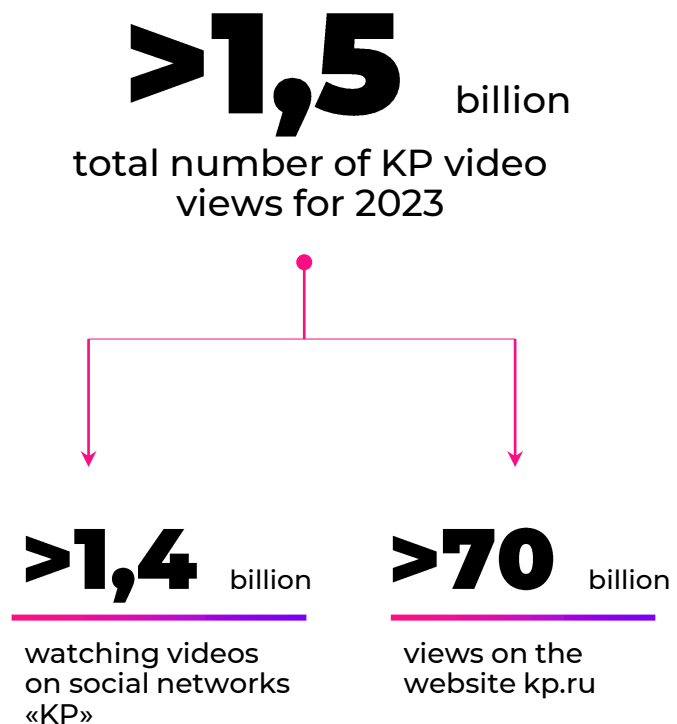 >1,5 billion
total number of KP video
views for 2023
>1,4 billion
watching videos
on social networks
«KP»
>70 billion
views on the
website kp.ru